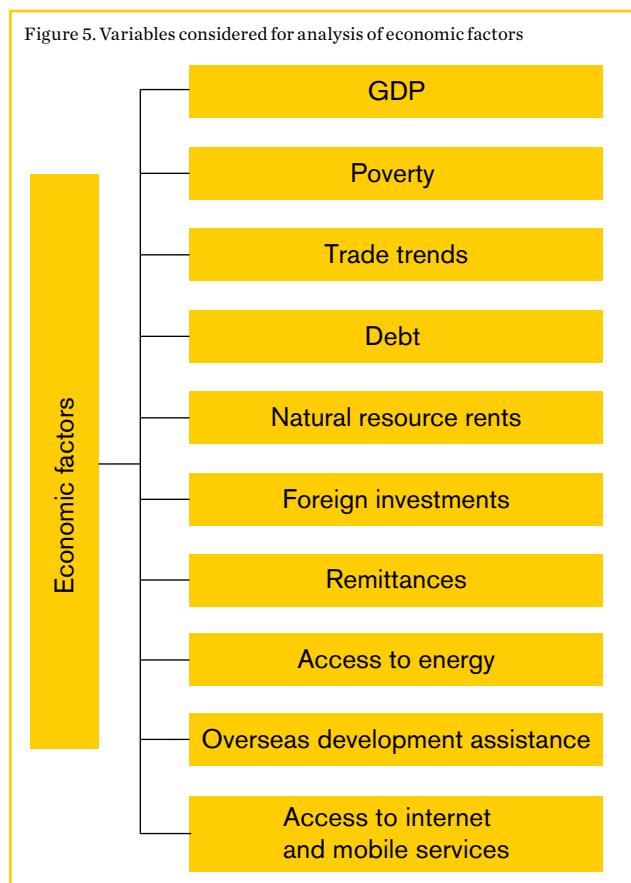 Figure 5. Variables considered for analysis of economic factors
Economic factors
GDP
Poverty
Trade trends
Debt
Natural resource rents
Foreign investments
Remittances
Access to energy
Overseas development assistance
Access to internet
and mobile services